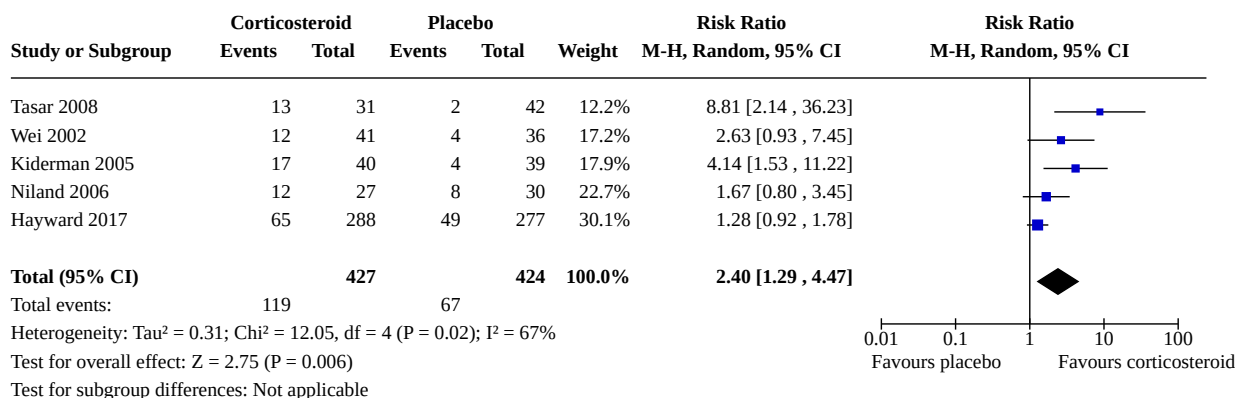 Corticosteroid Placebo Risk Ratio Risk Ratio
Study or Subgroup Events Total Events Total Weight M-H, Random, 95% CI M-H, Random, 95% CI
Tasar 2008 13 31 2 42 12.2% 8.81 [2.14 , 36.23]
Wei 2002 12 41 4 36 17.2% 2.63 [0.93 , 7.45]
Kiderman 2005 17 40 4 39 17.9% 4.14 [1.53 , 11.22]
Niland 2006 12 27 8 30 22.7% 1.67 [0.80 , 3.45]
Hayward 2017 65 288 49 277 30.1% 1.28 [0.92 , 1.78]
Total (95% CI) 427 424 100.0% 2.40 [1.29 , 4.47]
Total events: 119 67
Heterogeneity: Tau² = 0.31; Chi² = 12.05, df = 4 (P = 0.02); I² = 67%
0.01 0.1 1 10 100
Test for overall effect: Z = 2.75 (P = 0.006)
Favours placebo Favours corticosteroid
Test for subgroup differences: Not applicable